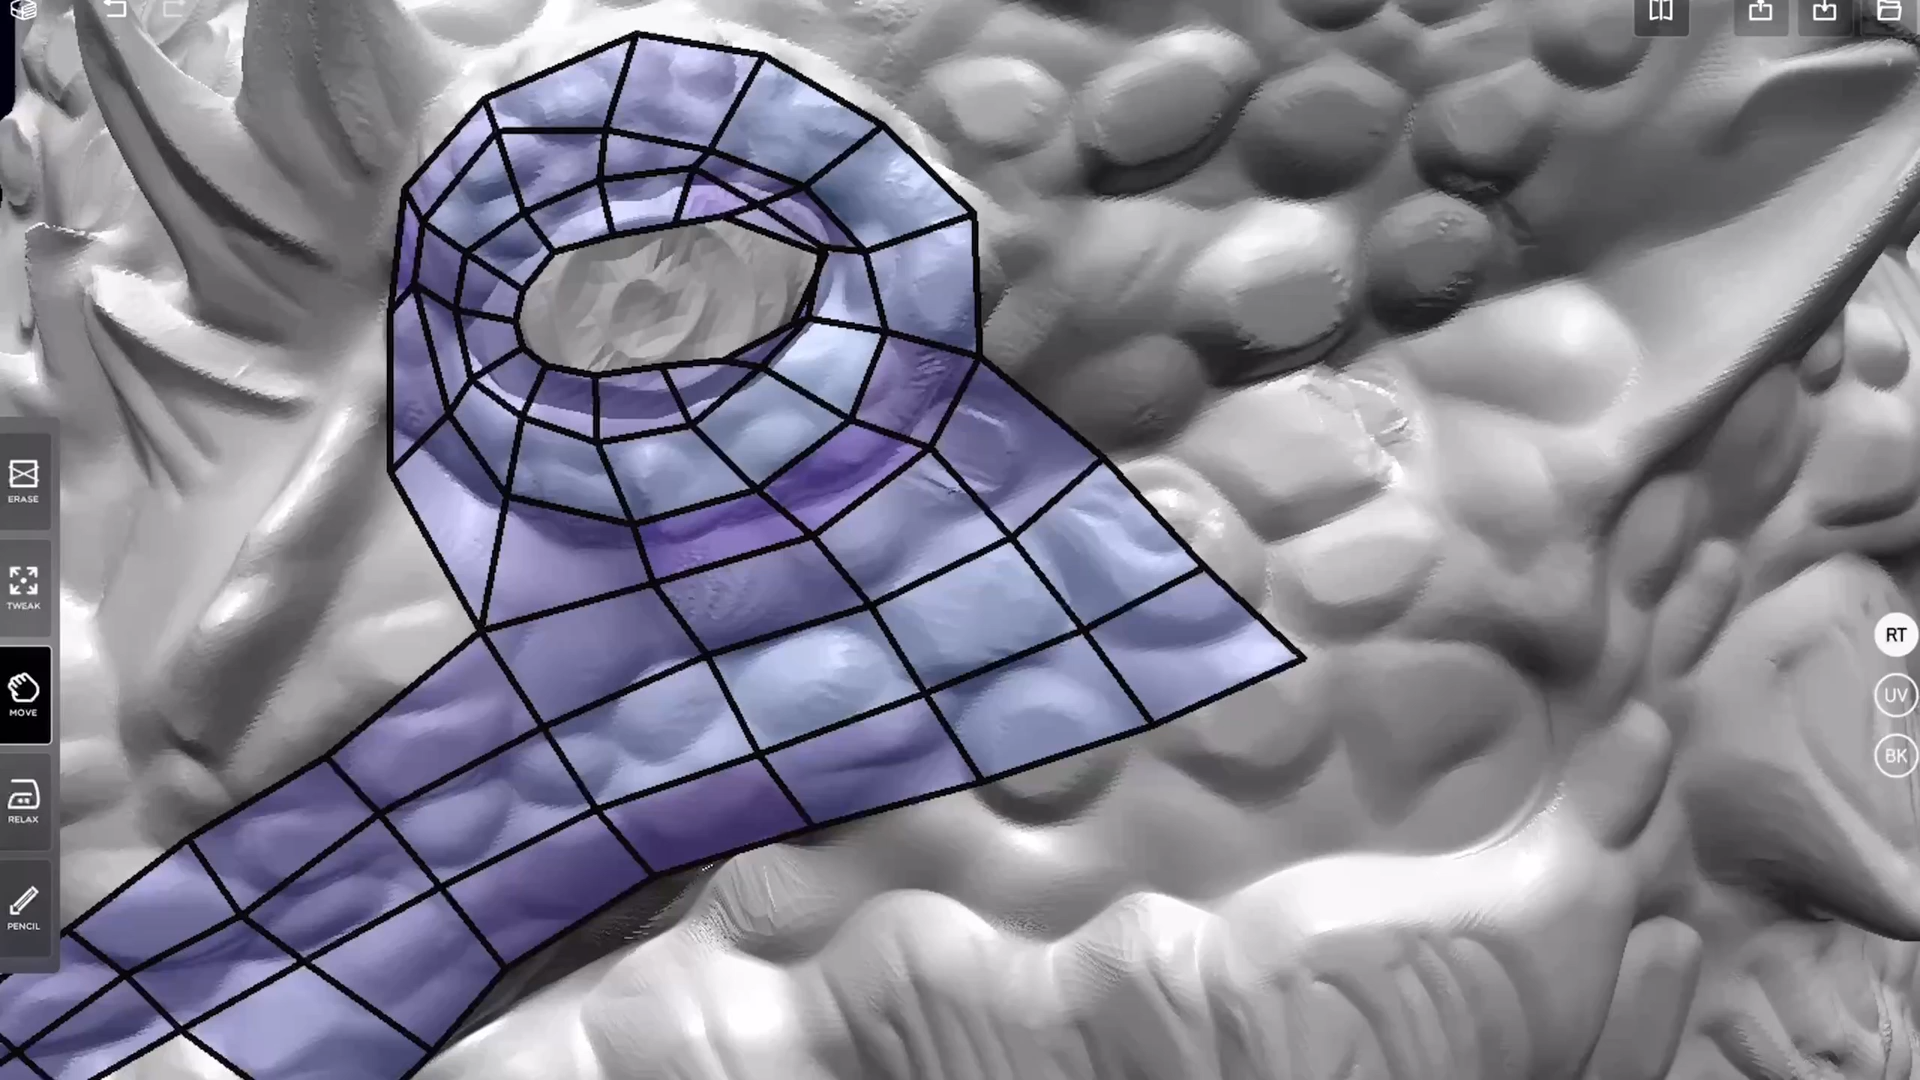 ERASE
TWEAK
MOVE
RELAX
PENCIL
RT
UV
BK